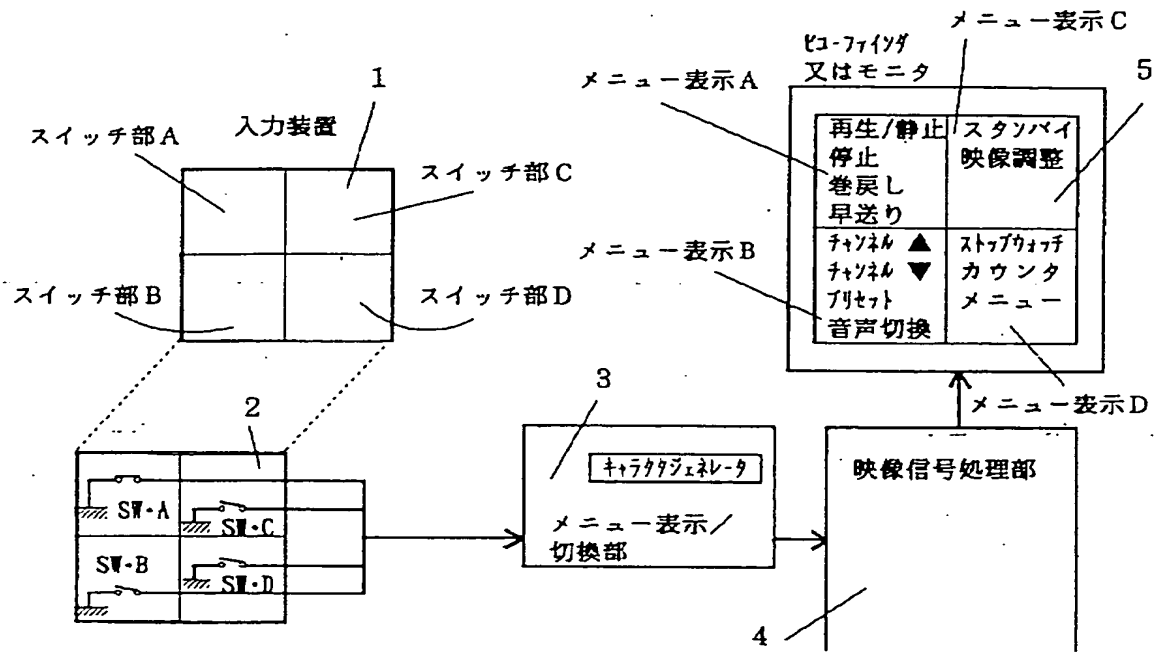 メニュー表示C
ビューファインダ
又はモニタ
メニュー表示A
5
1
入力装置
スイッチ部A
スイッチ部C
スイッチ部B
スイッチ部D
再生/静止
停止
巻戻し
早送り
スタンバイ
映像調整
メニュー表示B
チャンネル ▲
チャンネル ▼
プリセット
音声切換
ストップウォッチ
カウンタ
メニュー
メニュー表示D
2
SW・A
SW・C
SW・B
SW・D
3
キャラクタジェネレータ
メニュー表示/
切換部
映像信号処理部
4